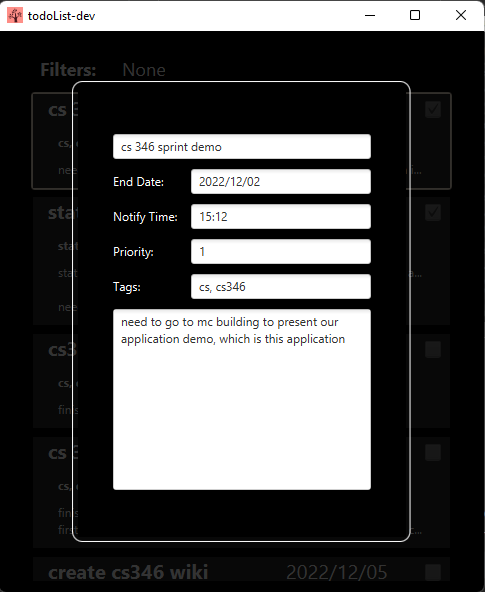 todoList-dev
Filters: None
cs 3
cs, c
nee
i...
cs 346 sprint demo
End Date: 2022/12/02
Notify Time: 15:12
Priority: 1
Tags: cs, cs346
need to go to mc building to present our
application demo, which is this application
stat
stat
stat
a...
nee
cs3
cs, c
finis
cs 3
cs, c
finis
first
c...
create cs346 wiki 2022/12/05